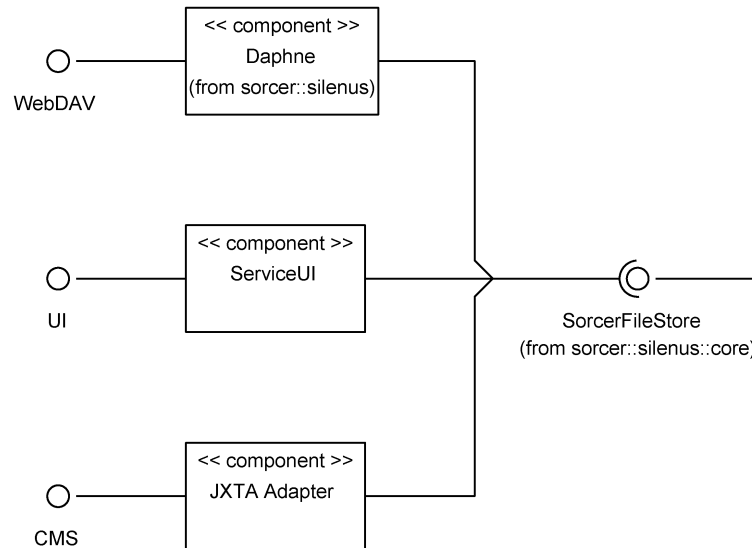 << component >>
Daphne
(from sorcer::silenus)
WebDAV
<< component >>
ServiceUI
UI
SorcerFileStore
(from sorcer::silenus::core)
<< component >>
JXTA Adapter
CMS